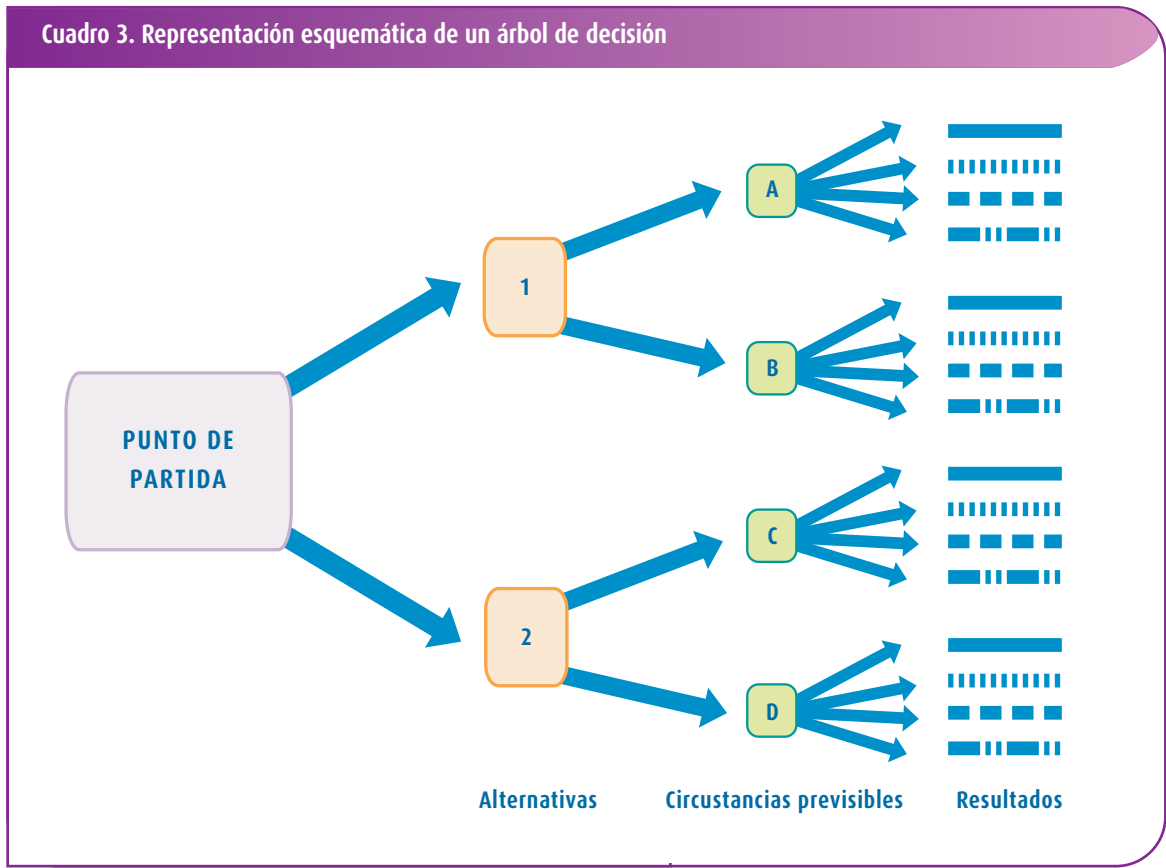 Cuadro 3. Representación esquemática de un árbol de decisión
A
1
B
PUNTO DE
PARTIDA
C
2
D
Alternativas Circustancias previsibles Resultados